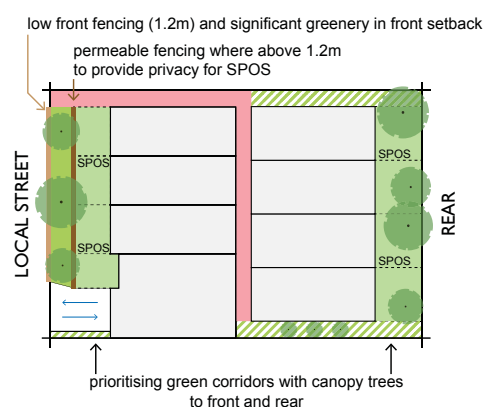 low front fencing (1.2m) and significant greenery in front setback
permeable fencing where above 1.2m
to provide privacy for SPOS
LOCAL STREET
SPOS
SPOS
SPOS
SPOS
REAR
prioritising green corridors with canopy trees
to front and rear